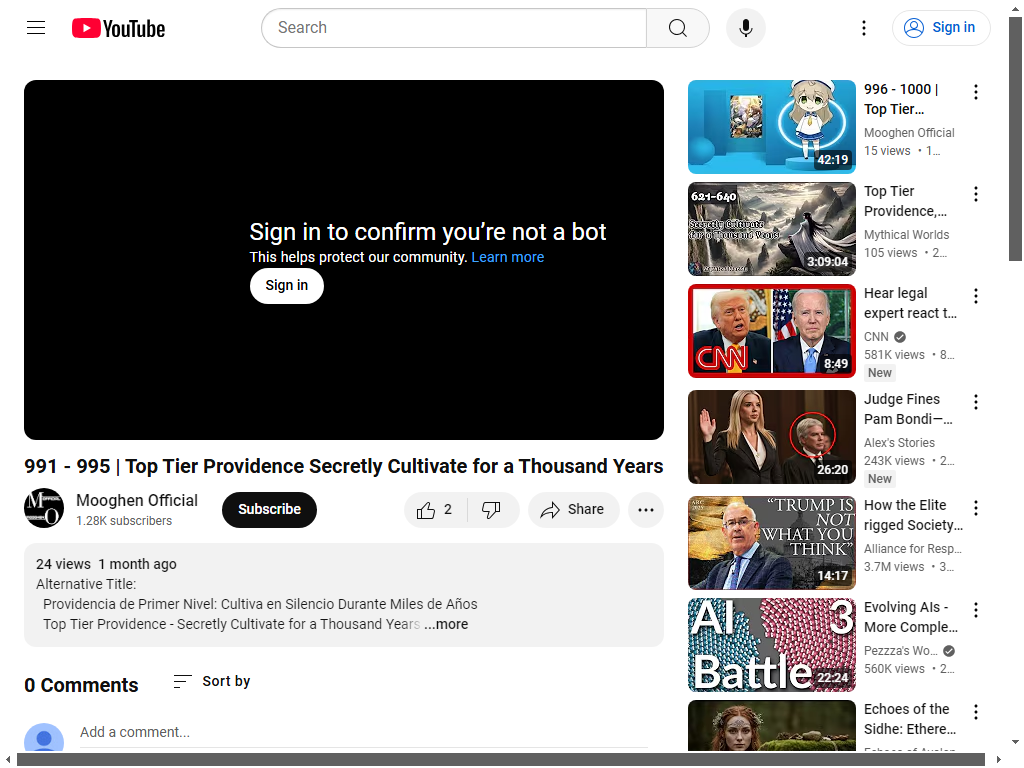 YouTube
Search
Sign in
Sign in to confirm you’re not a bot
This helps protect our community. Learn more
Sign in
991 - 995 | Top Tier Providence Secretly Cultivate for a Thousand Years
Mooghen Official
1.28K subscribers
Subscribe
2
Share
24 views 1 month ago
Alternative Title:
Providencia de Primer Nivel: Cultiva en Silencio Durante Miles de Años
Top Tier Providence - Secretly Cultivate for a Thousand Years ...more
0 Comments
Sort by
Add a comment...
42:19
996 - 1000 |
Top Tier…
Mooghen Official
15 views • 1…
621-640
Secretly Cultivate
for a Thousand Years
3:09:04
Top Tier
Providence,…
Mythical Worlds
105 views • 2…
CNN
8:49
Hear legal
expert react t…
CNN
581K views • 8…
New
26:20
Judge Fines
Pam Bondi—…
Alex's Stories
243K views • 2…
New
ARC
"TRUMP IS
NOT
WHAT YOU
THINK"
14:17
How the Elite
rigged Society…
Alliance for Resp…
3.7M views • 3…
AI 3
Battle
22:24
Evolving AIs -
More Comple…
Pezzza's Wo…
560K views • 2…
Echoes of the
Sidhe: Ethere…